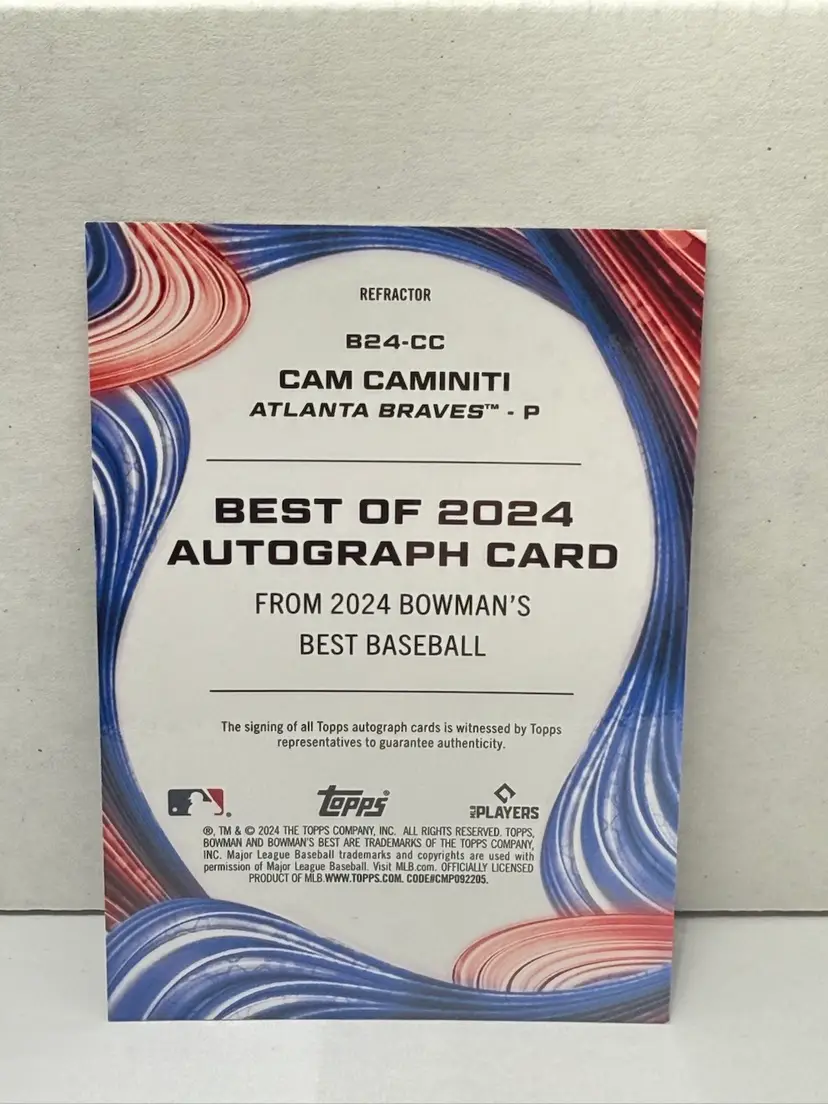 REFRACTOR
B24-CC
CAM CAMINITI
ATLANTA BRAVES™ - P
BEST OF 2024
AUTOGRAPH CARD
FROM 2024 BOWMAN'S
BEST BASEBALL
The signing of all Topps autograph cards is witnessed by Topps
representatives to guarantee authenticity.
topps®
MLB PLAYERS
®, TM & © 2024 THE TOPPS COMPANY, INC. ALL RIGHTS RESERVED. TOPPS,
BOWMAN AND BOWMAN'S BEST ARE TRADEMARKS OF THE TOPPS COMPANY,
INC. Major League Baseball trademarks and copyrights are used with
permission of Major League Baseball. Visit MLB.com. OFFICIALLY LICENSED
PRODUCT OF MLB. WWW.TOPPS.COM. CODE#CMP092205.